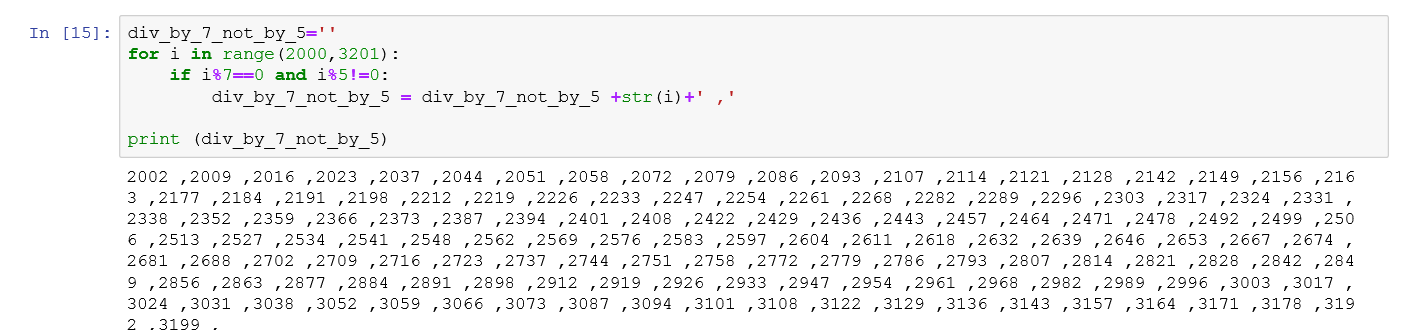 In [15]: div_by_7_not_by_5=''
for i in range(2000,3201):
    if i%7==0 and i%5!=0:
        div_by_7_not_by_5 = div_by_7_not_by_5 +str(i)+' ,'
print (div_by_7_not_by_5)
2002 ,2009 ,2016 ,2023 ,2037 ,2044 ,2051 ,2058 ,2072 ,2079 ,2086 ,2093 ,2107 ,2114 ,2121 ,2128 ,2142 ,2149 ,2156 ,216
3 ,2177 ,2184 ,2191 ,2198 ,2212 ,2219 ,2226 ,2233 ,2247 ,2254 ,2261 ,2268 ,2282 ,2289 ,2296 ,2303 ,2317 ,2324 ,2331 ,
2338 ,2352 ,2359 ,2366 ,2373 ,2387 ,2394 ,2401 ,2408 ,2422 ,2429 ,2436 ,2443 ,2457 ,2464 ,2471 ,2478 ,2492 ,2499 ,250
6 ,2513 ,2527 ,2534 ,2541 ,2548 ,2562 ,2569 ,2576 ,2583 ,2597 ,2604 ,2611 ,2618 ,2632 ,2639 ,2646 ,2653 ,2667 ,2674 ,
2681 ,2688 ,2702 ,2709 ,2716 ,2723 ,2737 ,2744 ,2751 ,2758 ,2772 ,2779 ,2786 ,2793 ,2807 ,2814 ,2821 ,2828 ,2842 ,284
9 ,2856 ,2863 ,2877 ,2884 ,2891 ,2898 ,2912 ,2919 ,2926 ,2933 ,2947 ,2954 ,2961 ,2968 ,2982 ,2989 ,2996 ,3003 ,3017 ,
3024 ,3031 ,3038 ,3052 ,3059 ,3066 ,3073 ,3087 ,3094 ,3101 ,3108 ,3122 ,3129 ,3136 ,3143 ,3157 ,3164 ,3171 ,3178 ,319
2 ,3199 ,